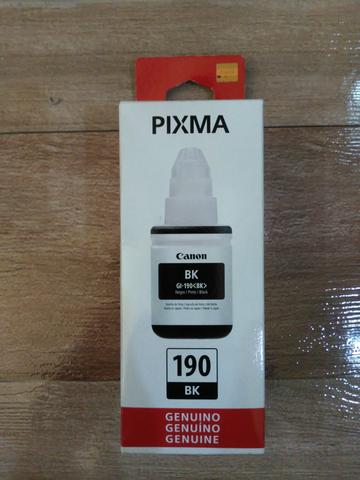 PIXMA
Canon
BK
GI-190<BK>
Negro / Preto / Black
190
BK
GENUINO
GENUÍNO
GENUINE